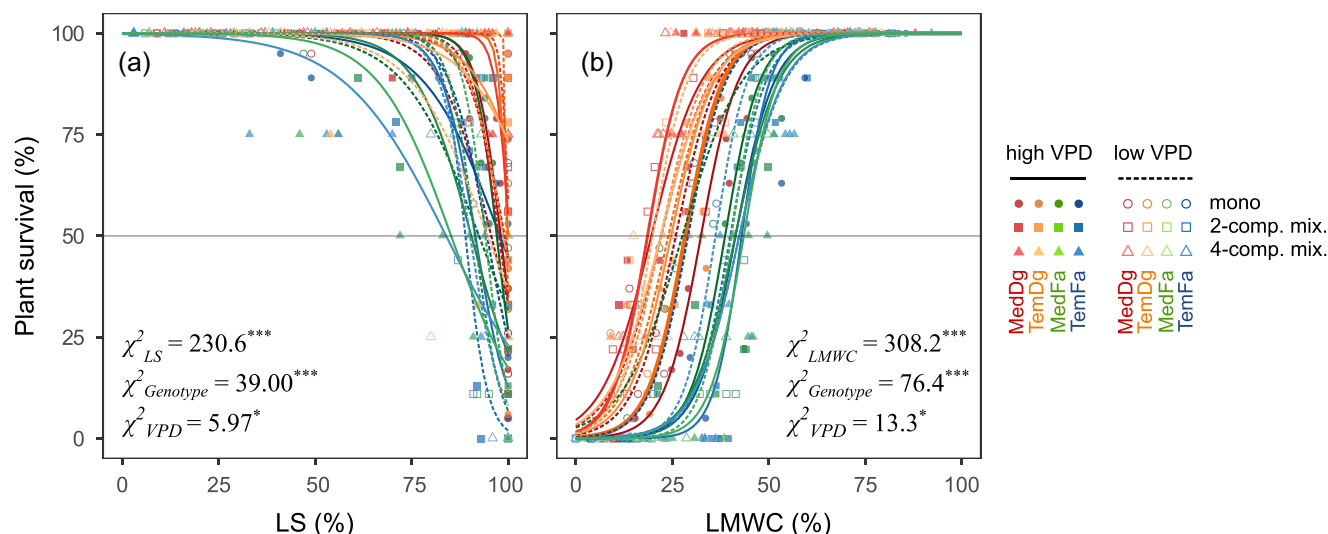 Plant survival (%)
100
75
50
25
0
(a)
χ²LS = 230.6***
χ²Genotype = 39.00***
χ²VPD = 5.97*
0 25 50 75 100
LS (%)
(b)
χ²LMWC = 308.2***
χ²Genotype = 76.4***
χ²VPD = 13.3*
0 25 50 75 100
LMWC (%)
high VPD low VPD
mono
2-comp. mix.
4-comp. mix.
MedDg
TemDg
MedFa
TemFa
MedDg
TemDg
MedFa
TemFa